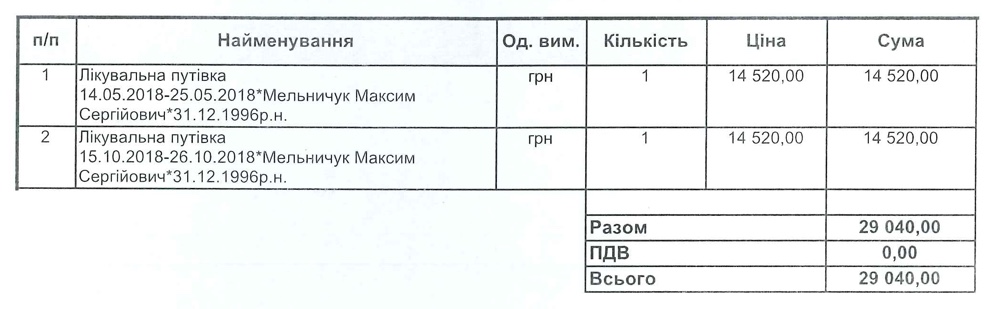 п/п Найменування Од. вим. Кількість Ціна Сума
1 Лікувальна путівка грн 1 14 520,00 14 520,00
14.05.2018-25.05.2018*Мельничук Максим
Сергійович*31.12.1996р.н.
2 Лікувальна путівка грн 1 14 520,00 14 520,00
15.10.2018-26.10.2018*Мельничук Максим
Сергійович*31.12.1996р.н.
Разом 29 040,00
ПДВ 0,00
Всього 29 040,00